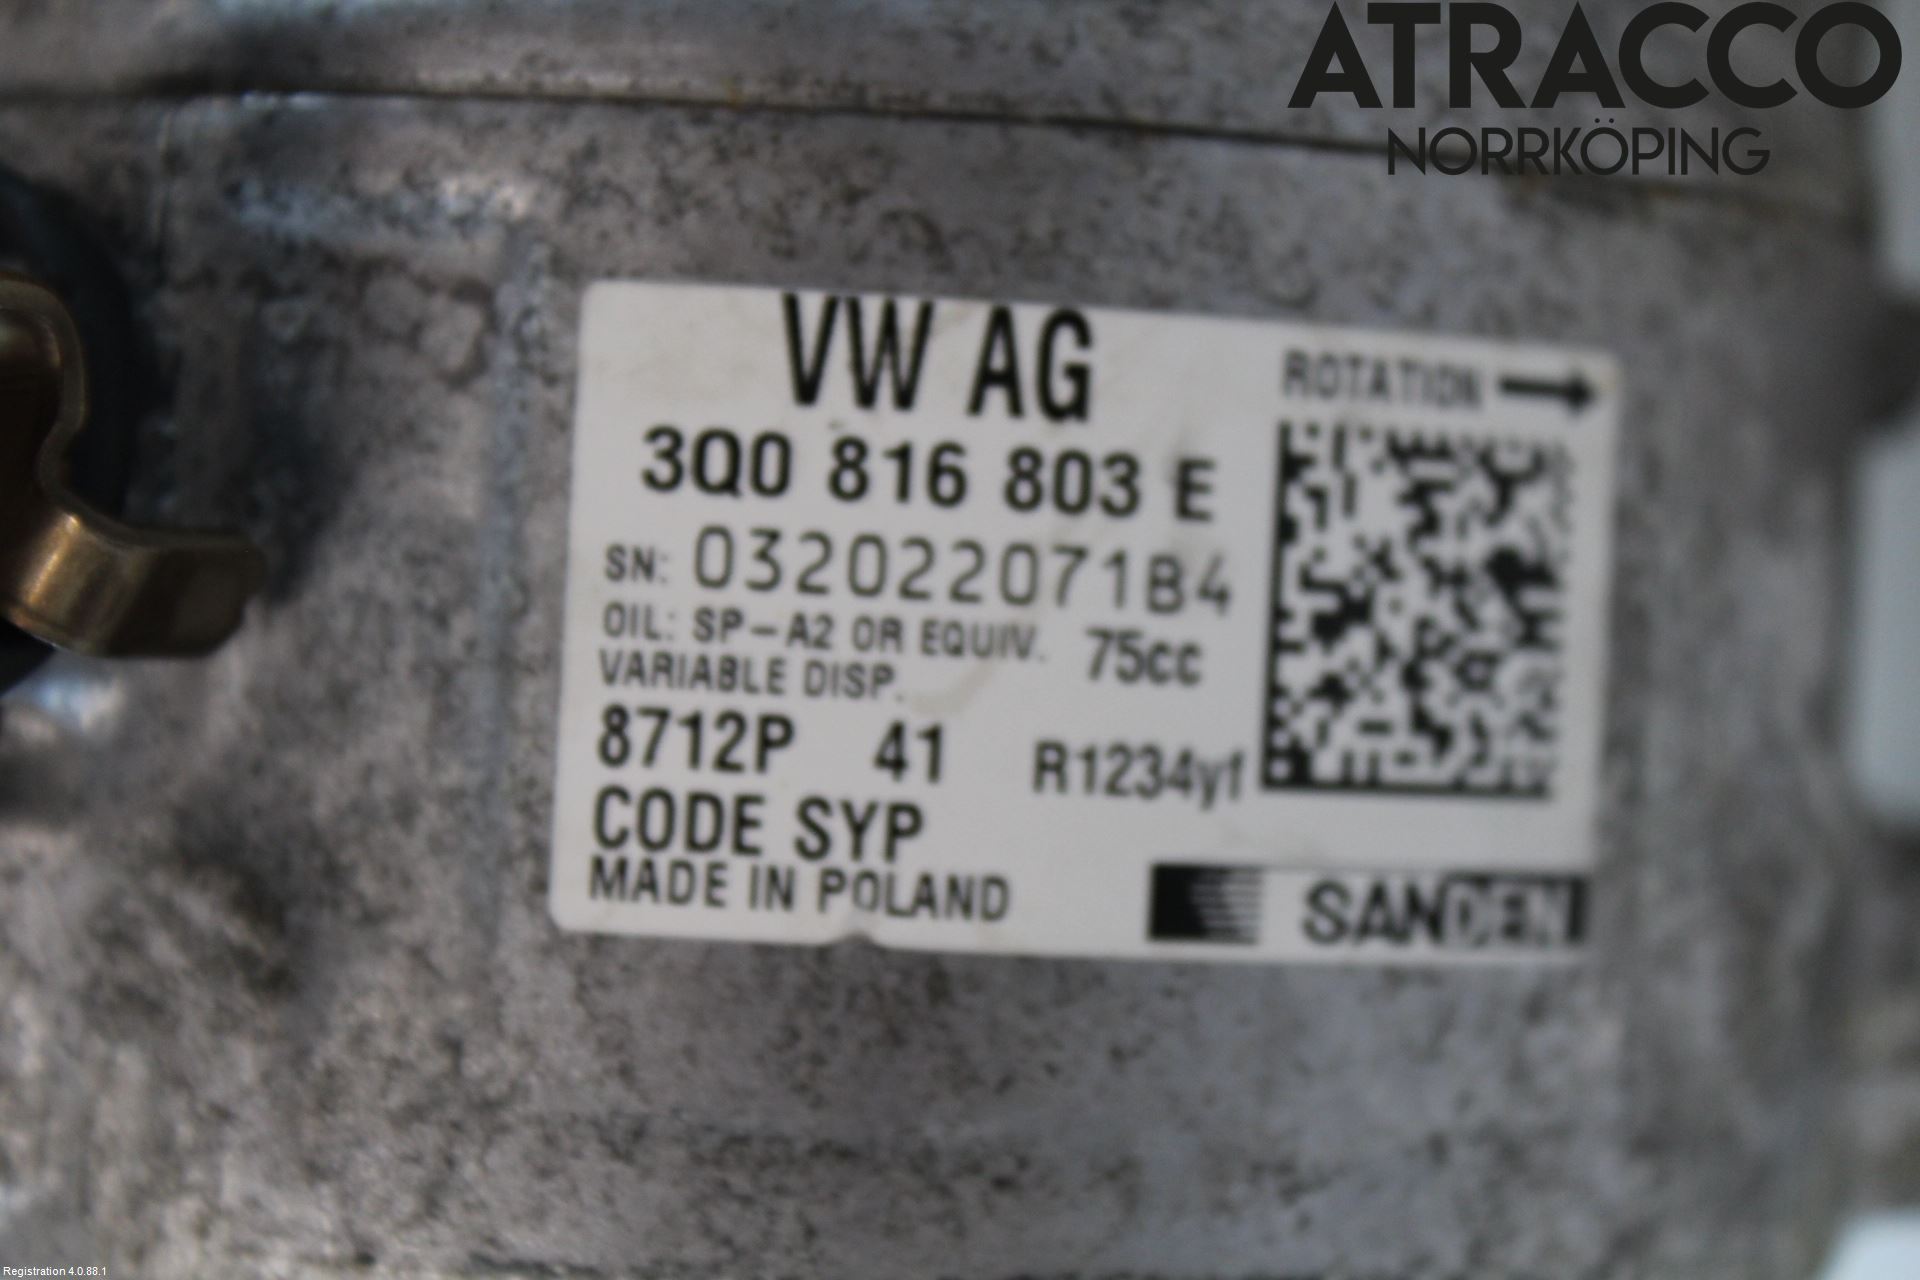 ATRACCO
NORRKÖPING
VW AG
ROTATION
3Q0 816 803 E
SN: 032022071B4
OIL: SP-A2 OR EQUIV. 75cc
VARIABLE DISP.
8712P 41 R1234yf
CODE SYP
MADE IN POLAND
SANDEN
Registration 4.0.88.1